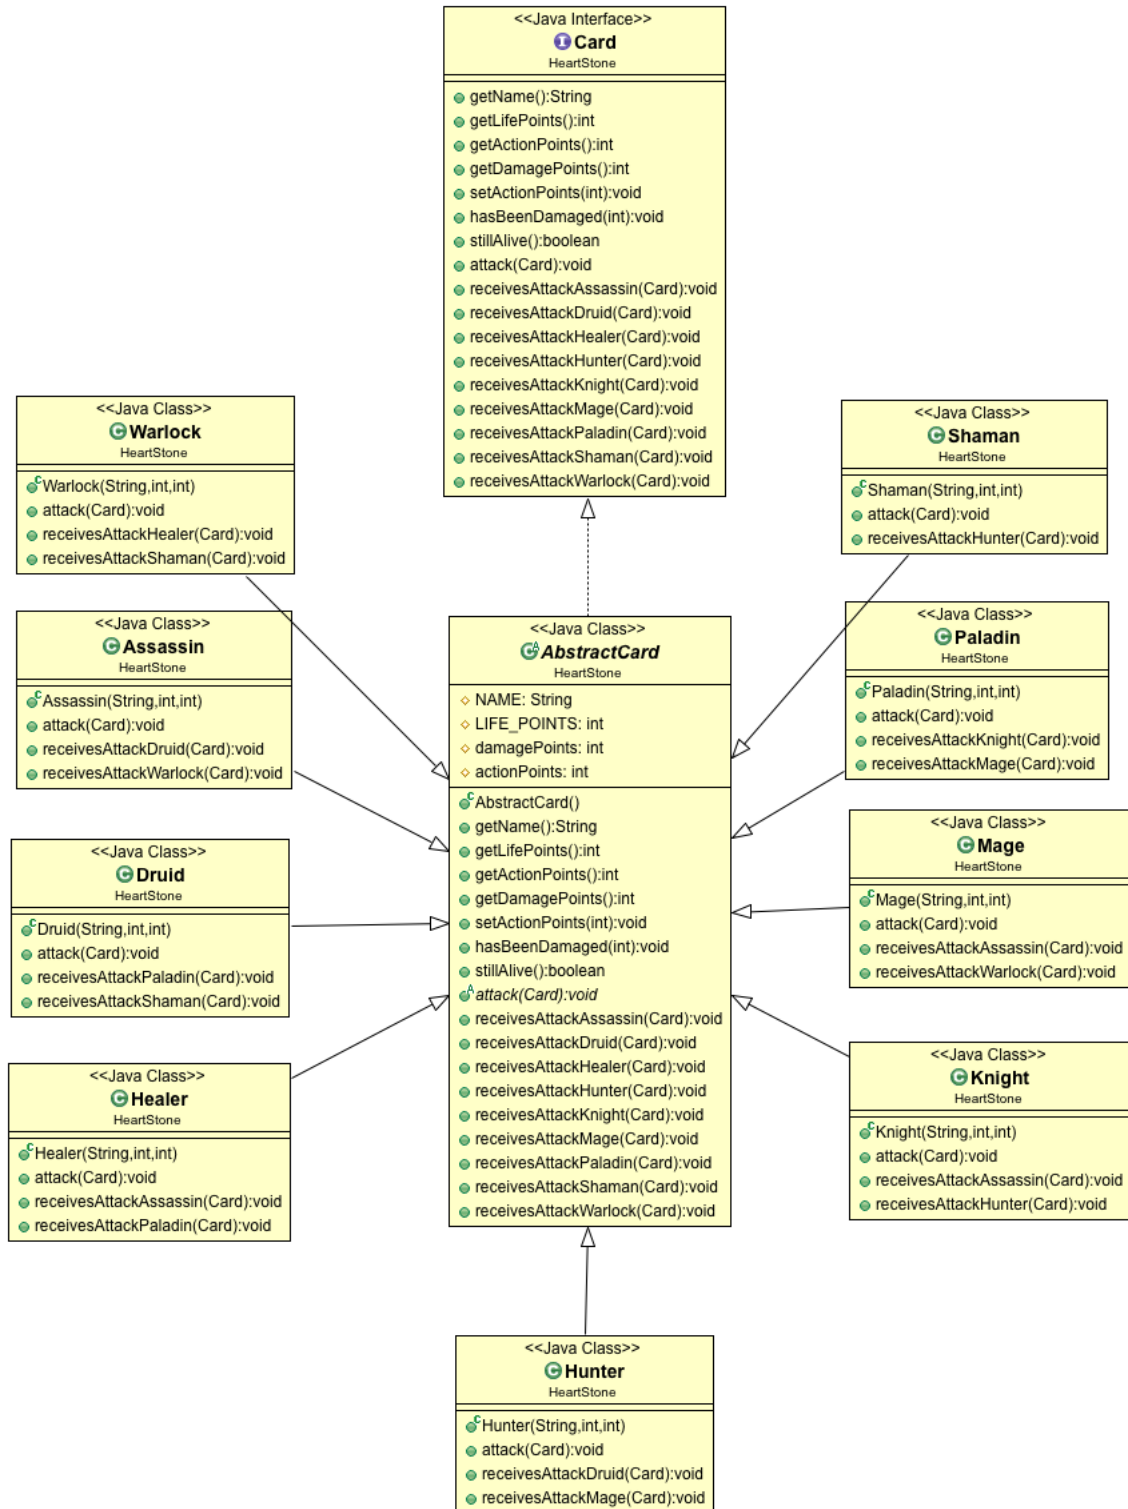 <<Java Interface>>
Card
HeartStone
getName():String
getLifePoints():int
getActionPoints():int
getDamagePoints():int
setActionPoints(int):void
hasBeenDamaged(int):void
stillAlive():boolean
attack(Card):void
receivesAttackAssassin(Card):void
receivesAttackDruid(Card):void
receivesAttackHealer(Card):void
receivesAttackHunter(Card):void
receivesAttackKnight(Card):void
receivesAttackMage(Card):void
receivesAttackPaladin(Card):void
receivesAttackShaman(Card):void
receivesAttackWarlock(Card):void
<<Java Class>>
Warlock
HeartStone
Warlock(String,int,int)
attack(Card):void
receivesAttackHealer(Card):void
receivesAttackShaman(Card):void
<<Java Class>>
Shaman
HeartStone
Shaman(String,int,int)
attack(Card):void
receivesAttackHunter(Card):void
<<Java Class>>
Assassin
HeartStone
Assassin(String,int,int)
attack(Card):void
receivesAttackDruid(Card):void
receivesAttackWarlock(Card):void
<<Java Class>>
AbstractCard
HeartStone
NAME: String
LIFE_POINTS: int
damagePoints: int
actionPoints: int
AbstractCard()
getName():String
getLifePoints():int
getActionPoints():int
getDamagePoints():int
setActionPoints(int):void
hasBeenDamaged(int):void
stillAlive():boolean
attack(Card):void
receivesAttackAssassin(Card):void
receivesAttackDruid(Card):void
receivesAttackHealer(Card):void
receivesAttackHunter(Card):void
receivesAttackKnight(Card):void
receivesAttackMage(Card):void
receivesAttackPaladin(Card):void
receivesAttackShaman(Card):void
receivesAttackWarlock(Card):void
<<Java Class>>
Paladin
HeartStone
Paladin(String,int,int)
attack(Card):void
receivesAttackKnight(Card):void
receivesAttackMage(Card):void
<<Java Class>>
Druid
HeartStone
Druid(String,int,int)
attack(Card):void
receivesAttackPaladin(Card):void
receivesAttackShaman(Card):void
<<Java Class>>
Mage
HeartStone
Mage(String,int,int)
attack(Card):void
receivesAttackAssassin(Card):void
receivesAttackWarlock(Card):void
<<Java Class>>
Healer
HeartStone
Healer(String,int,int)
attack(Card):void
receivesAttackAssassin(Card):void
receivesAttackPaladin(Card):void
<<Java Class>>
Knight
HeartStone
Knight(String,int,int)
attack(Card):void
receivesAttackAssassin(Card):void
receivesAttackHunter(Card):void
<<Java Class>>
Hunter
HeartStone
Hunter(String,int,int)
attack(Card):void
receivesAttackDruid(Card):void
receivesAttackMage(Card):void